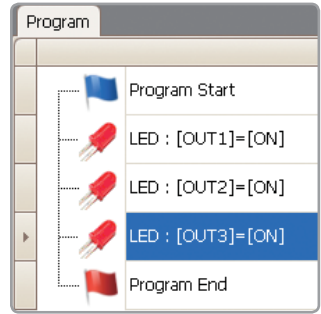 Program
Program Start
LED : [OUT1]=[ON]
LED : [OUT2]=[ON]
LED : [OUT3]=[ON]
Program End